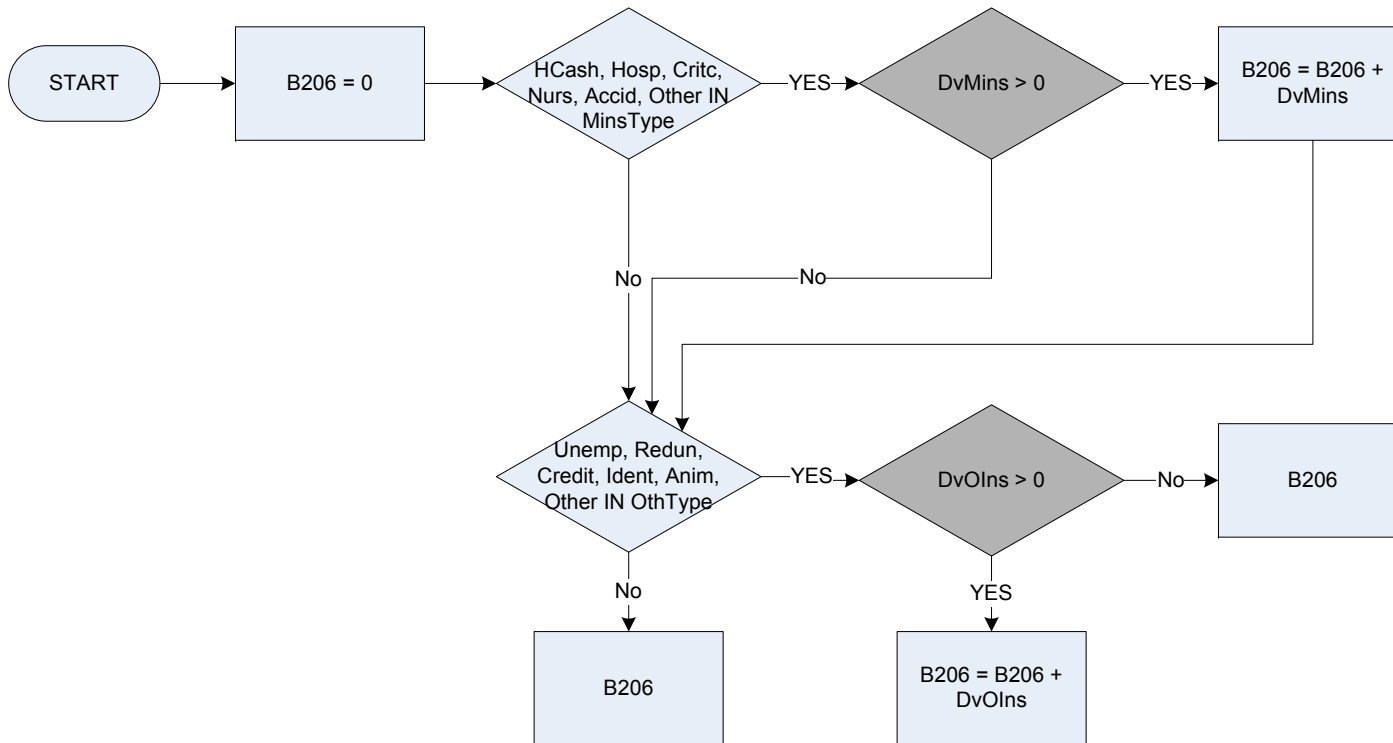 START
B206 = 0
HCash, Hosp, Critc,
Nurs, Accid, Other IN
MinsType
YES
DvMins > 0
YES
B206 = B206 +
DvMins
No
No
Unemp, Redun,
Credit, Ident, Anim,
Other IN OthType
YES
DvOIns > 0
No
B206
No
YES
B206
B206 = B206 +
DvOIns